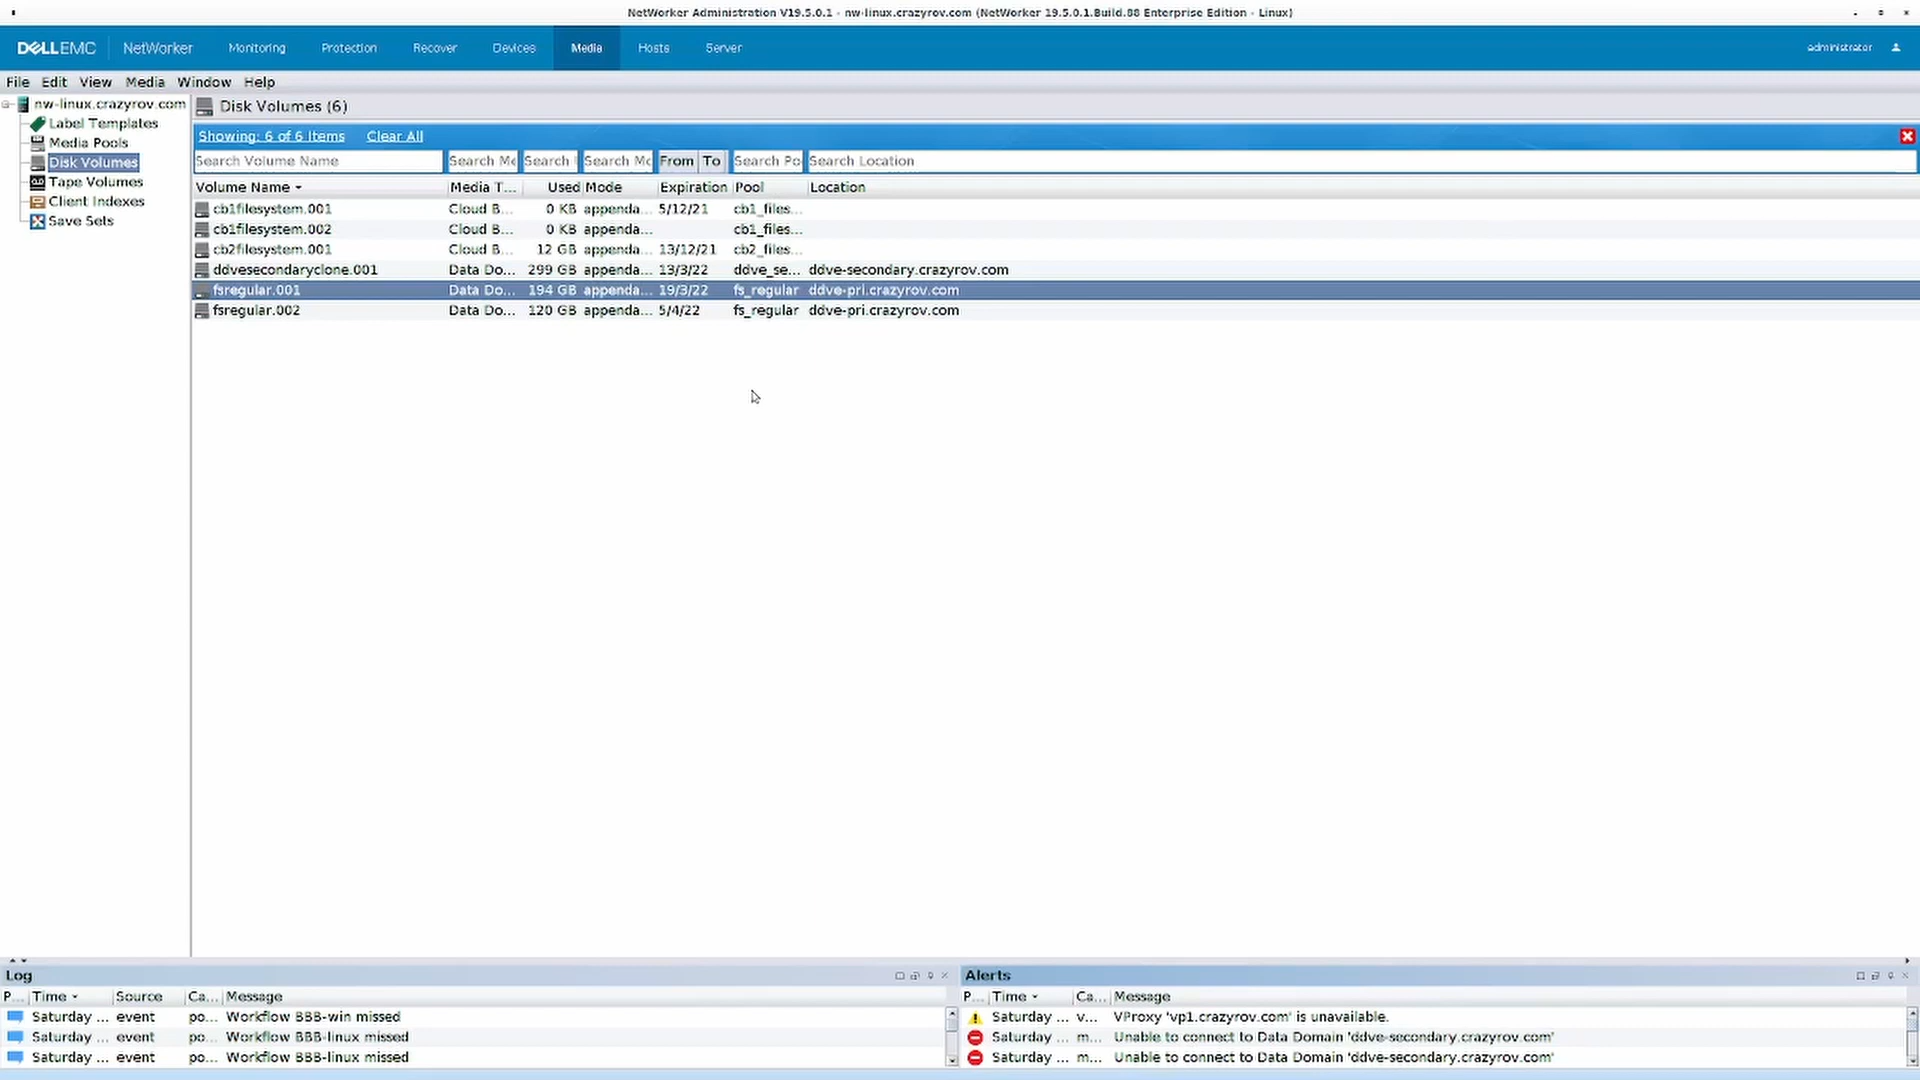 NetWorker Administration V19.5.0.1 - nw-linux.crazyrov.com (NetWorker 19.5.0.1.Build.88 Enterprise Edition - Linux)
DELLEMC NetWorker Monitoring Protection Recover Devices Media Hosts Server administrator
File Edit View Media Window Help
nw-linux.crazyrov.com
Label Templates
Media Pools
Disk Volumes
Tape Volumes
Client Indexes
Save Sets
Disk Volumes (6)
Showing: 6 of 6 Items Clear All
Search Volume Name Search Me Search Search Mo From To Search Po Search Location
Volume Name Media T... Used Mode Expiration Pool Location
cb1filesystem.001 Cloud B... 0 KB appenda... 5/12/21 cb1_files...
cb1filesystem.002 Cloud B... 0 KB appenda... cb1_files...
cb2filesystem.001 Cloud B... 12 GB appenda... 13/12/21 cb2_files...
ddvesecondaryclone.001 Data Do... 299 GB appenda... 13/3/22 ddve_se... ddve-secondary.crazyrov.com
fsregular.001 Data Do... 194 GB appenda... 19/3/22 fs_regular ddve-pri.crazyrov.com
fsregular.002 Data Do... 120 GB appenda... 5/4/22 fs_regular ddve-pri.crazyrov.com
Log
P... Time Source Ca... Message
Saturday ... event po... Workflow BBB-win missed
Saturday ... event po... Workflow BBB-linux missed
Saturday ... event po... Workflow BBB-linux missed
Alerts
P... Time Ca... Message
Saturday ... v... VProxy 'vp1.crazyrov.com' is unavailable.
Saturday ... m... Unable to connect to Data Domain 'ddve-secondary.crazyrov.com'
Saturday ... m... Unable to connect to Data Domain 'ddve-secondary.crazyrov.com'